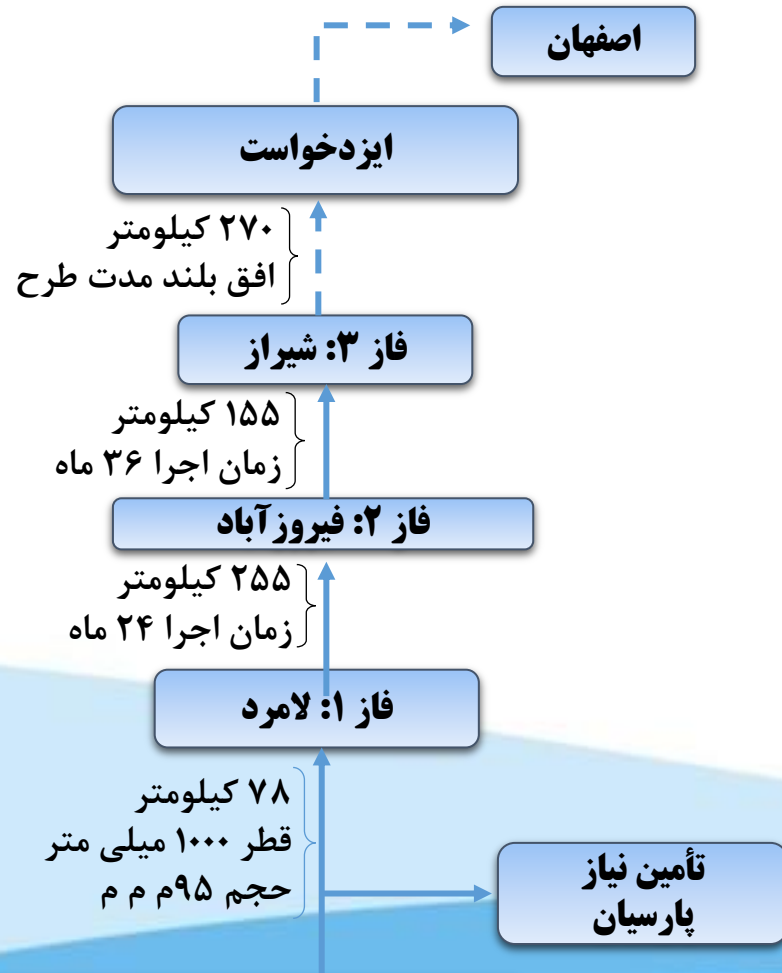 اصفهان
ایزدخواست
۲۷۰ کیلومتر
افق بلند مدت طرح
فاز ۳: شیراز
۱۵۵ کیلومتر
زمان اجرا ۳۶ ماه
فاز ۲: فیروزآباد
۲۵۵ کیلومتر
زمان اجرا ۲۴ ماه
فاز ۱: لامرد
۷۸ کیلومتر
قطر ۱۰۰۰ میلی متر
حجم ۹۵م م م
تأمین نیاز
پارسیان